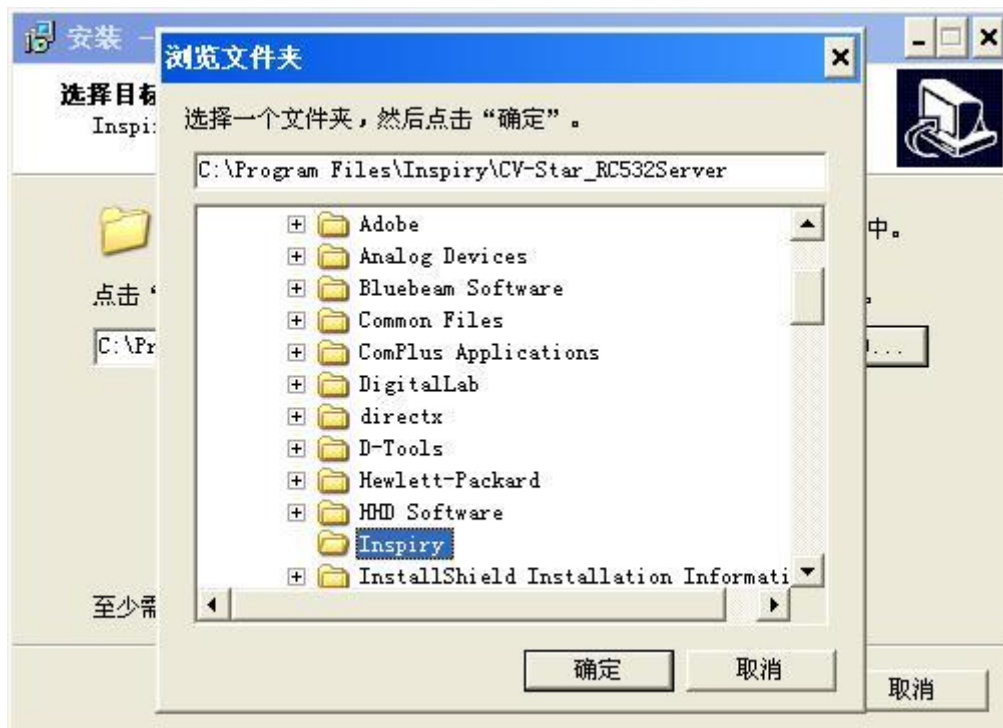 安装 -
浏览文件夹
选择目标
Inspi
选择一个文件夹，然后点击“确定”。
C:\Program Files\Inspiry\CV-Star_RC532Server
Adobe
中。
Analog Devices
Bluebeam Software
点击“
Common Files
C:\Pr
...
ComPlus Applications
DigitalLab
directx
D-Tools
Hewlett-Packard
HHD Software
Inspiry
InstallShield Installation Informati
至少需
确定
取消
取消